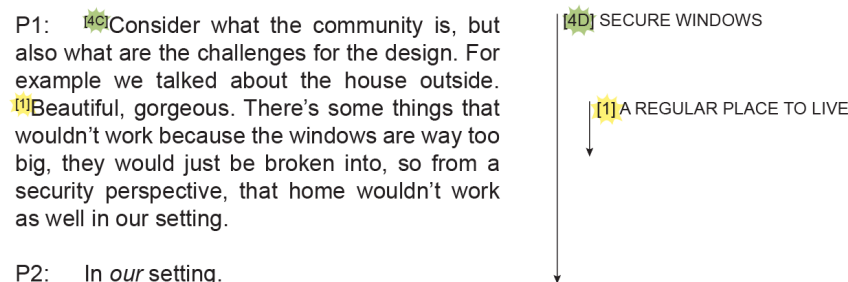 P1: [4C]Consider what the community is, but
also what are the challenges for the design. For
example we talked about the house outside.
[1]Beautiful, gorgeous. There’s some things that
wouldn’t work because the windows are way too
big, they would just be broken into, so from a
security perspective, that home wouldn’t work
as well in our setting.
P2: In our setting.
[4D] SECURE WINDOWS
[1] A REGULAR PLACE TO LIVE